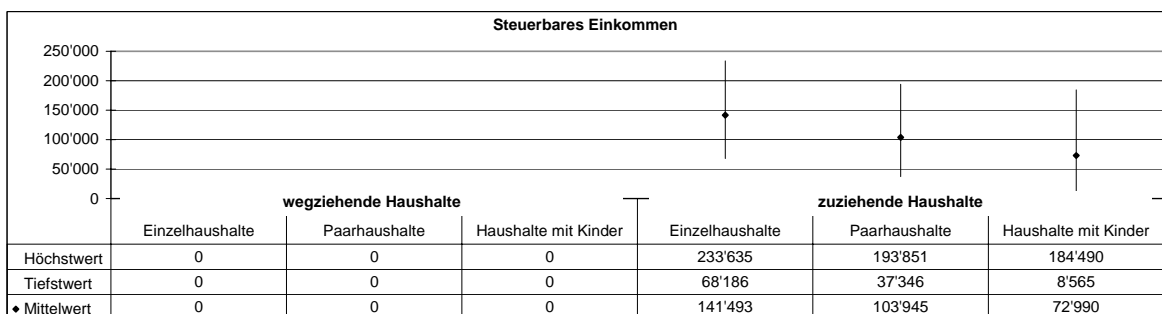 Steuerbares Einkommen
250'000
200'000
150'000
100'000
50'000
0
wegziehende Haushalte zuziehende Haushalte
Einzelhaushalte Paarhaushalte Haushalte mit Kinder Einzelhaushalte Paarhaushalte Haushalte mit Kinder
Höchstwert 0 0 0 233'635 193'851 184'490
Tiefstwert 0 0 0 68'186 37'346 8'565
Mittelwert 0 0 0 141'493 103'945 72'990